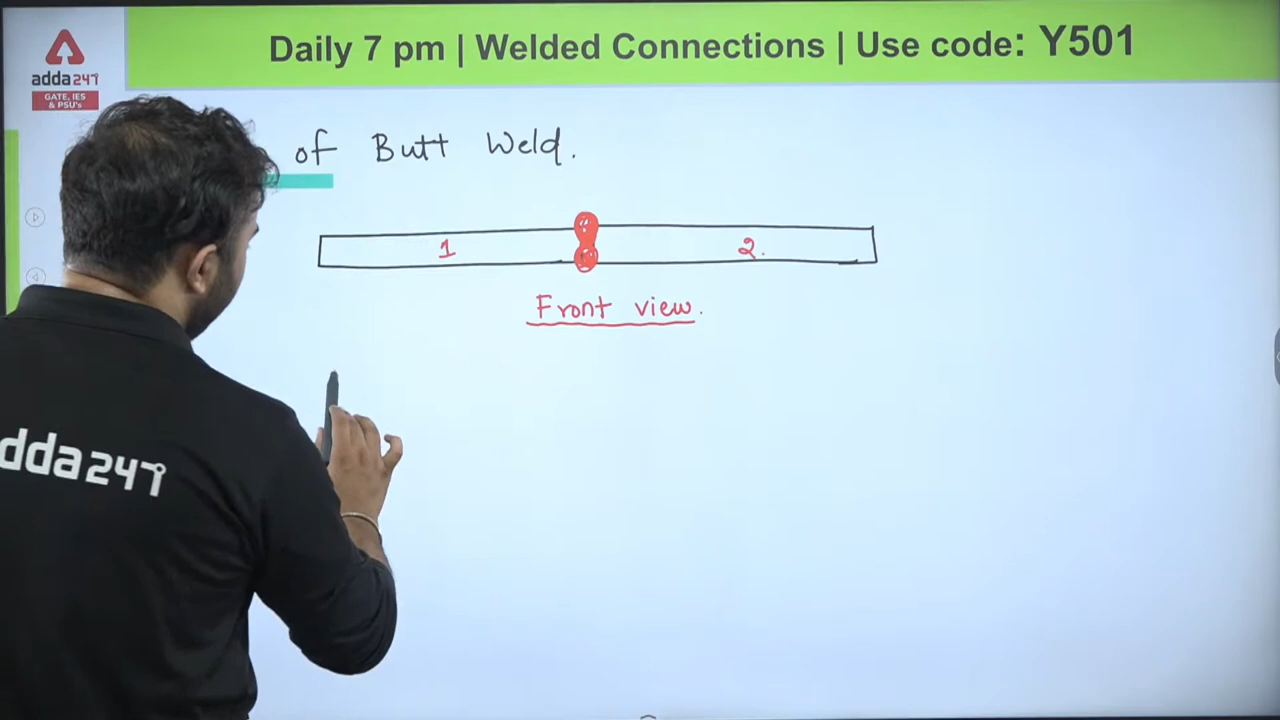 Daily 7 pm | Welded Connections | Use code: Y501
adda247
GATE, IES
& PSU's
of Butt Weld.
1
2.
Front view.
adda247